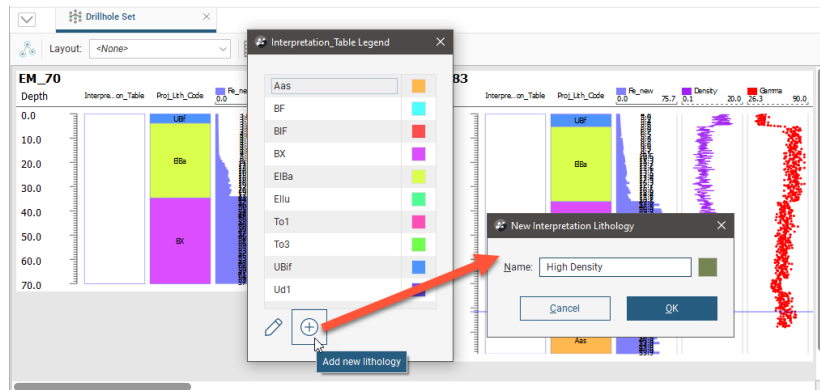 Drillhole Set
Layout: <None>
EM_70
Depth
Interpre...on_Table
Proj_Lith_Code
Fe_ne
0.0
0.0
10.0
20.0
30.0
40.0
50.0
60.0
70.0
UBf
EIBa
BX
Interpretation_Table Legend
Aas
BF
BIF
BX
EIBa
Ellu
To1
To3
UBif
Ud1
Add new lithology
83
Interpre...on_Table
Proj_Lith_Code
Fe_new
0.0 75.7
Density
0.1 20.0
Gamma
26.3 90.0
UBf
EIBa
New Interpretation Lithology
Name: High Density
Cancel OK
Aas